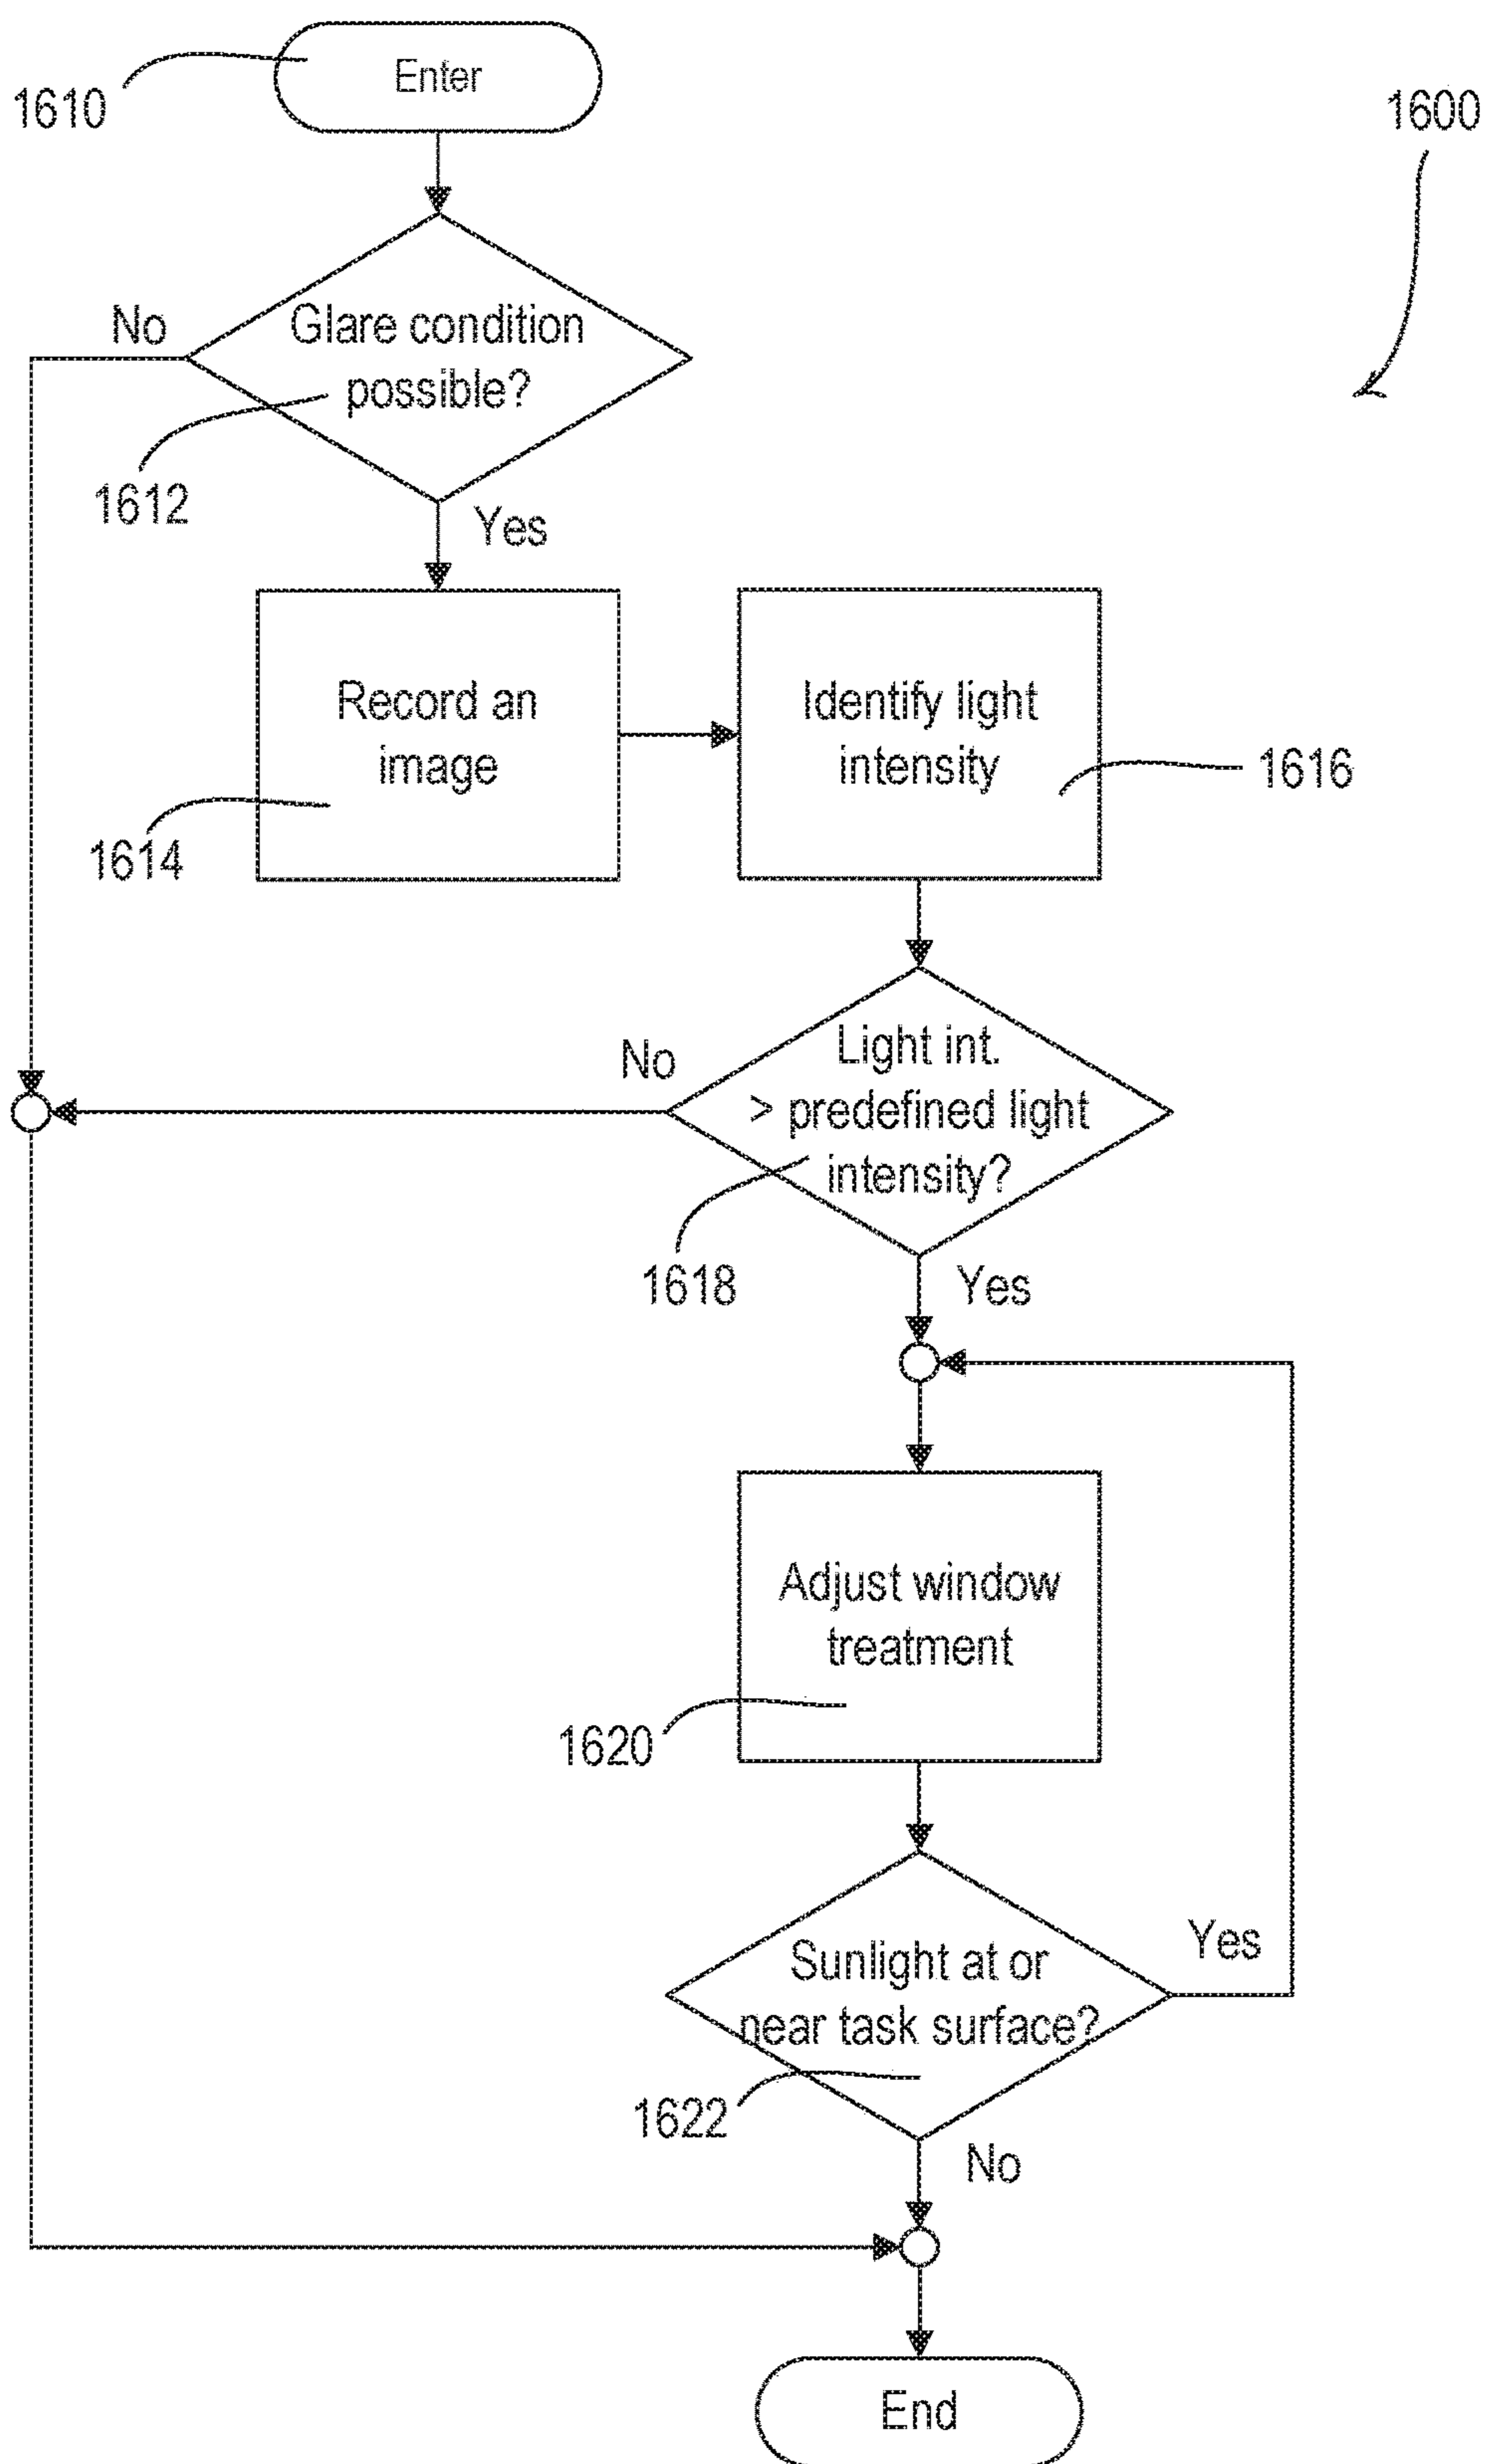 Enter
1610
1600
No
Glare condition
possible?
1612
Yes
Record an
image
1614
Identify light
intensity
1616
No
Light int.
> predefined light
intensity?
1618
Yes
Adjust window
treatment
1620
Sunlight at or
near task surface?
Yes
1622
No
End